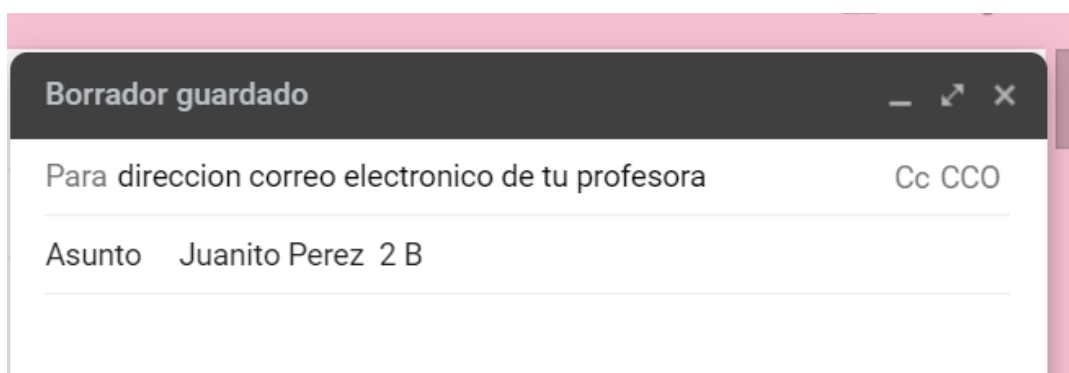 Borrador guardado
Para direccion correo electronico de tu profesora Cc CCO
Asunto Juanito Perez 2 B